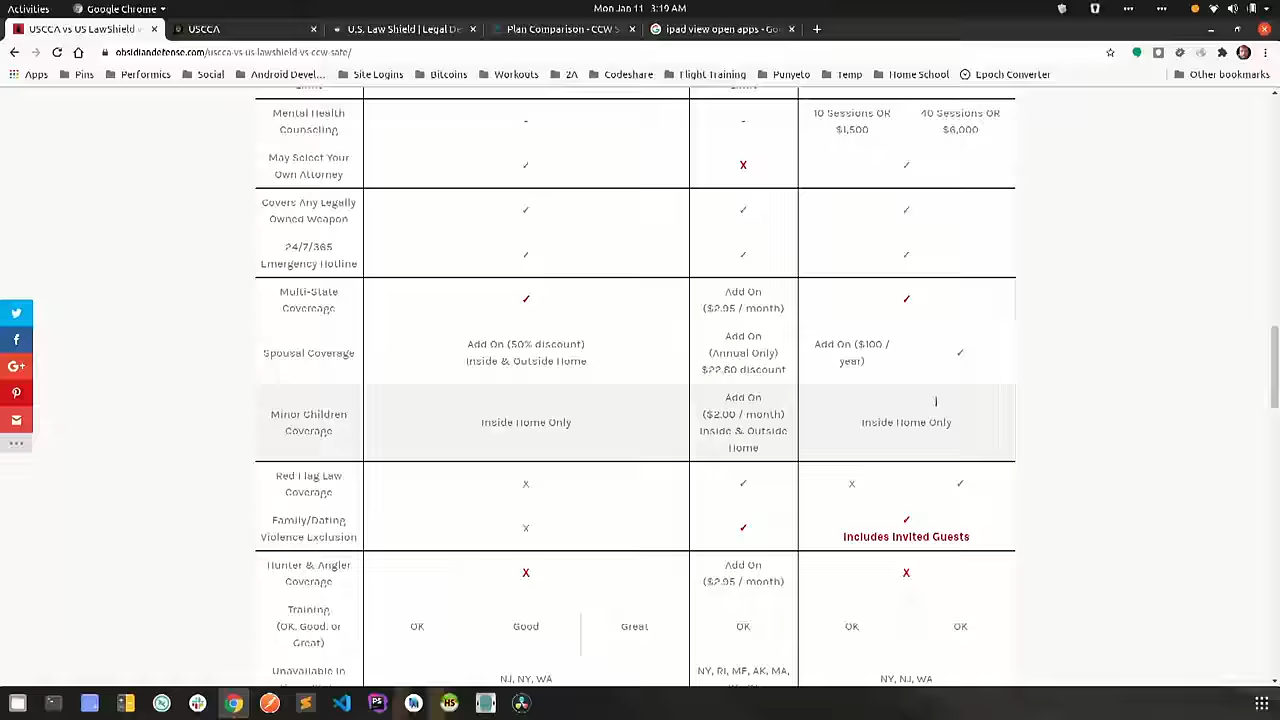 Activities Google Chrome Mon Jan 11 3:19 AM
USCCA vs US LawShield v USCCA U.S. Law Shield | Legal De Plan Comparison - CCW S ipad view open apps - Go
obsidiandefense.com/uscca-vs-us-lawshield-vs-ccw-safe/
Apps Pins Performics Social Android Devel... Site Logins Bitcoins Workouts 2A Codeshare Flight Training Punyeto Temp Home School Epoch Converter Other bookmarks
Mental Health Counseling - - 10 Sessions OR $1,500 40 Sessions OR $6,000
May Select Your Own Attorney ✓ X ✓
Covers Any Legally Owned Weapon ✓ ✓ ✓
24/7/365 Emergency Hotline ✓ ✓ ✓
Multi-State Covereage ✓ Add On ($2.95 / month) ✓
Spousal Coverage Add On (50% discount) Inside & Outside Home Add On (Annual Only) $22.80 discount Add On ($100 / year) ✓
Minor Children Coverage Inside Home Only Add On ($2.00 / month) Inside & Outside Home Inside Home Only
Red Flag Law Coverage X ✓ X ✓
Family/Dating Violence Exclusion X ✓ ✓ Includes Invited Guests
Hunter & Angler Coverage X Add On ($2.95 / month) X
Training (OK, Good, or Great) OK Good Great OK OK OK
Unavailable In NJ, NY, WA NY, RI, ME, AK, MA, NY, NJ, WA